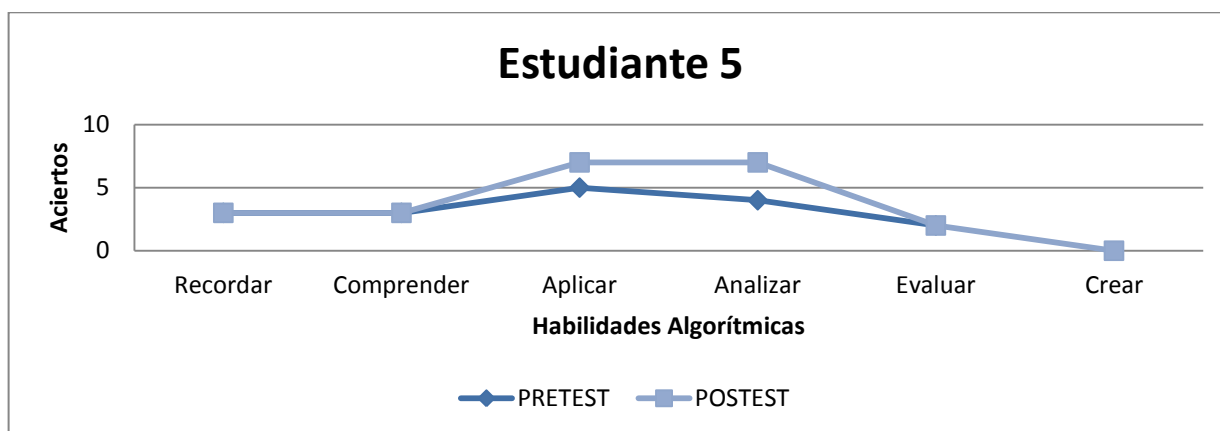 Estudiante 5
10
5
0
Aciertos
Recordar Comprender Aplicar Analizar Evaluar Crear
Habilidades Algorítmicas
PRETEST POSTEST